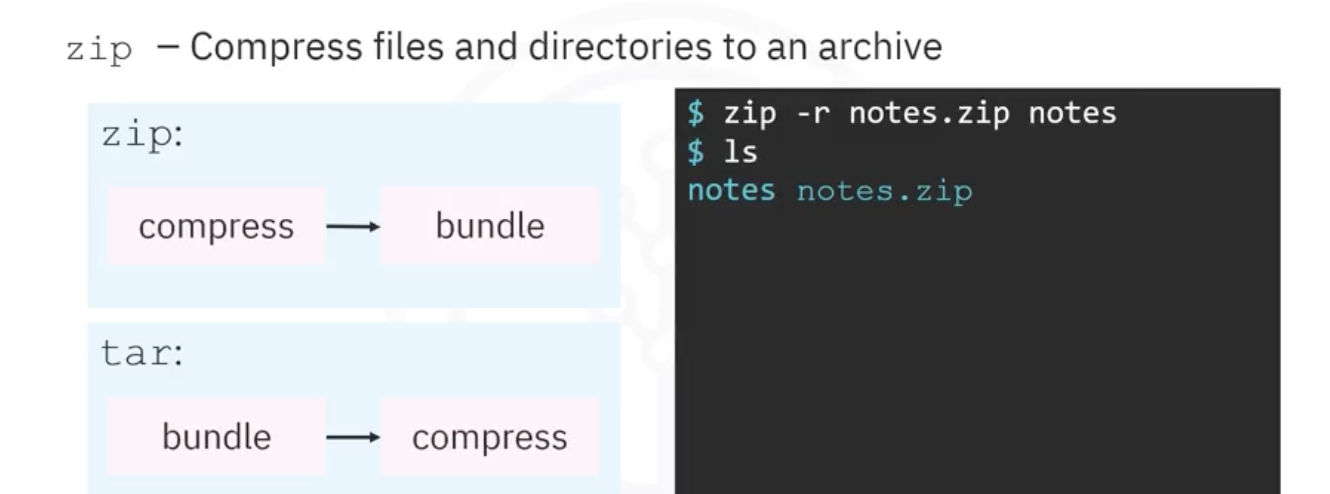 zip – Compress files and directories to an archive
zip:
compress
bundle
tar:
bundle
compress
$ zip -r notes.zip notes
$ ls
notes notes.zip